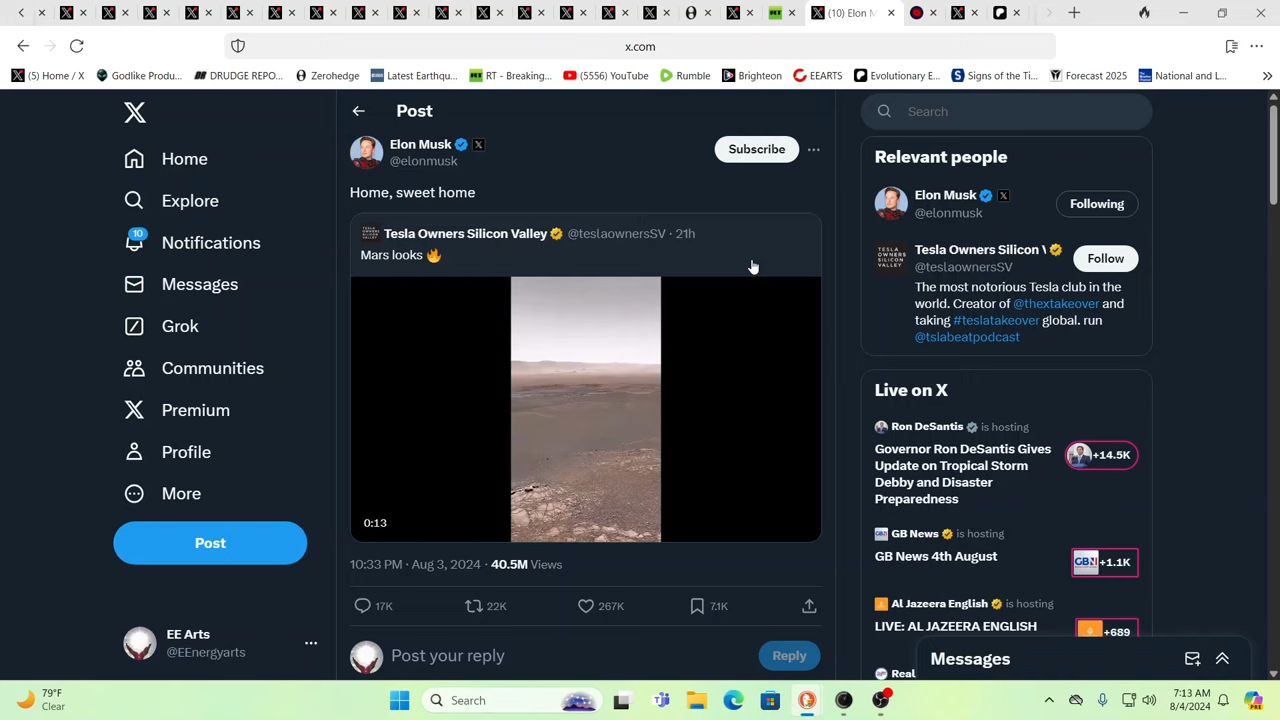 (10) Elon M
(5) Home / X
Godlike Produ...
DRUDGE REPO...
Zerohedge
Latest Earthqu...
RT - Breaking...
(5556) YouTube
Rumble
Brighteon
EEARTS
Evolutionary E...
Signs of the Ti...
Forecast 2025
National and L...
x.com
Home
Explore
10
Notifications
Messages
Grok
Communities
Premium
Profile
More
Post
EE Arts
@EEnergyarts
Post
Elon Musk
@elonmusk
Subscribe
Home, sweet home
Tesla Owners Silicon Valley @teslaownersSV · 21h
Mars looks
0:13
10:33 PM · Aug 3, 2024 · 40.5M Views
17K 22K 267K 7.1K
Post your reply
Reply
Search
Relevant people
Elon Musk
@elonmusk
Following
Tesla Owners Silicon V
@teslaownersSV
Follow
The most notorious Tesla club in the
world. Creator of @thextakeover and
taking #teslatakeover global. run
@tslabeatpodcast
Live on X
Ron DeSantis is hosting
Governor Ron DeSantis Gives
Update on Tropical Storm
Debby and Disaster
Preparedness
+14.5K
GB News is hosting
GB News 4th August
GBN +1.1K
Al Jazeera English is hosting
LIVE: AL JAZEERA ENGLISH
+689
Real
Messages
79°F
Clear
Search
7:13 AM
8/4/2024
PRE